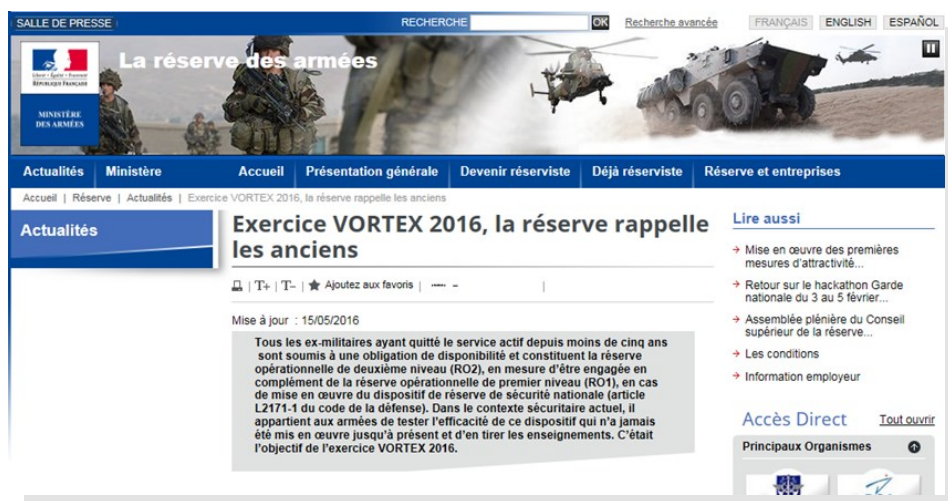 SALLE DE PRESSE
RECHERCHE
OK
Recherche avancée
FRANÇAIS
ENGLISH
ESPAÑOL
La réserve des armées
Liberté • Égalité • Fraternité
RÉPUBLIQUE FRANÇAISE
MINISTÈRE
DES ARMÉES
Actualités
Ministère
Accueil
Présentation générale
Devenir réserviste
Déjà réserviste
Réserve et entreprises
Accueil | Réserve | Actualités | Exercice VORTEX 2016, la réserve rappelle les anciens
Actualités
Exercice VORTEX 2016, la réserve rappelle
les anciens
| T+ | T- | Ajoutez aux favoris |
Mise à jour : 15/05/2016
Tous les ex-militaires ayant quitté le service actif depuis moins de cinq ans
sont soumis à une obligation de disponibilité et constituent la réserve
opérationnelle de deuxième niveau (RO2), en mesure d'être engagée en
complément de la réserve opérationnelle de premier niveau (RO1), en cas
de mise en œuvre du dispositif de réserve de sécurité nationale (article
L2171-1 du code de la défense). Dans le contexte sécuritaire actuel, il
appartient aux armées de tester l'efficacité de ce dispositif qui n'a jamais
été mis en œuvre jusqu'à présent et d'en tirer les enseignements. C'était
l'objectif de l'exercice VORTEX 2016.
Lire aussi
Mise en œuvre des premières
mesures d'attractivité...
Retour sur le hackathon Garde
nationale du 3 au 5 février...
Assemblée plénière du Conseil
supérieur de la réserve...
Les conditions
Information employeur
Accès Direct
Tout ouvrir
Principaux Organismes